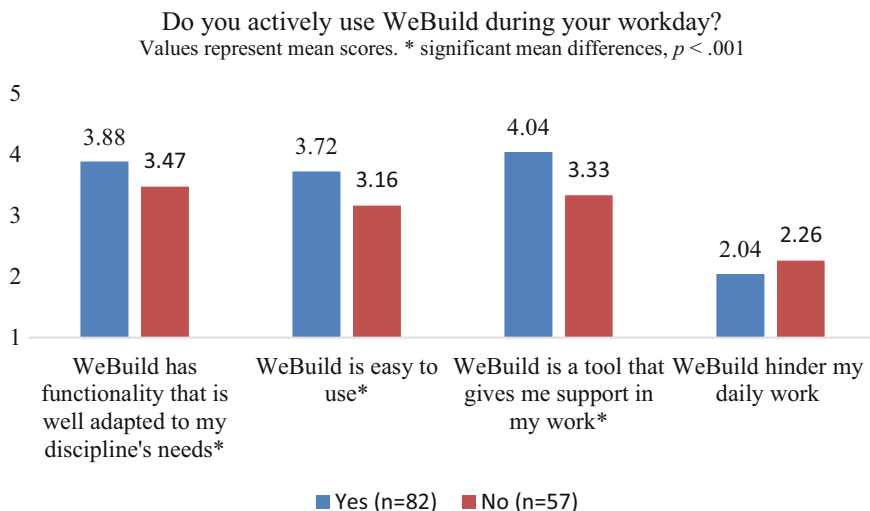 Do you actively use WeBuild during your workday?
Values represent mean scores. * significant mean differences, p < .001
5
4
3
2
1
3.88
3.47
3.72
3.16
4.04
3.33
2.04
2.26
WeBuild has
functionality that is
well adapted to my
discipline's needs*
WeBuild is easy to
use*
WeBuild is a tool that
gives me support in
my work*
WeBuild hinder my
daily work
Yes (n=82) No (n=57)